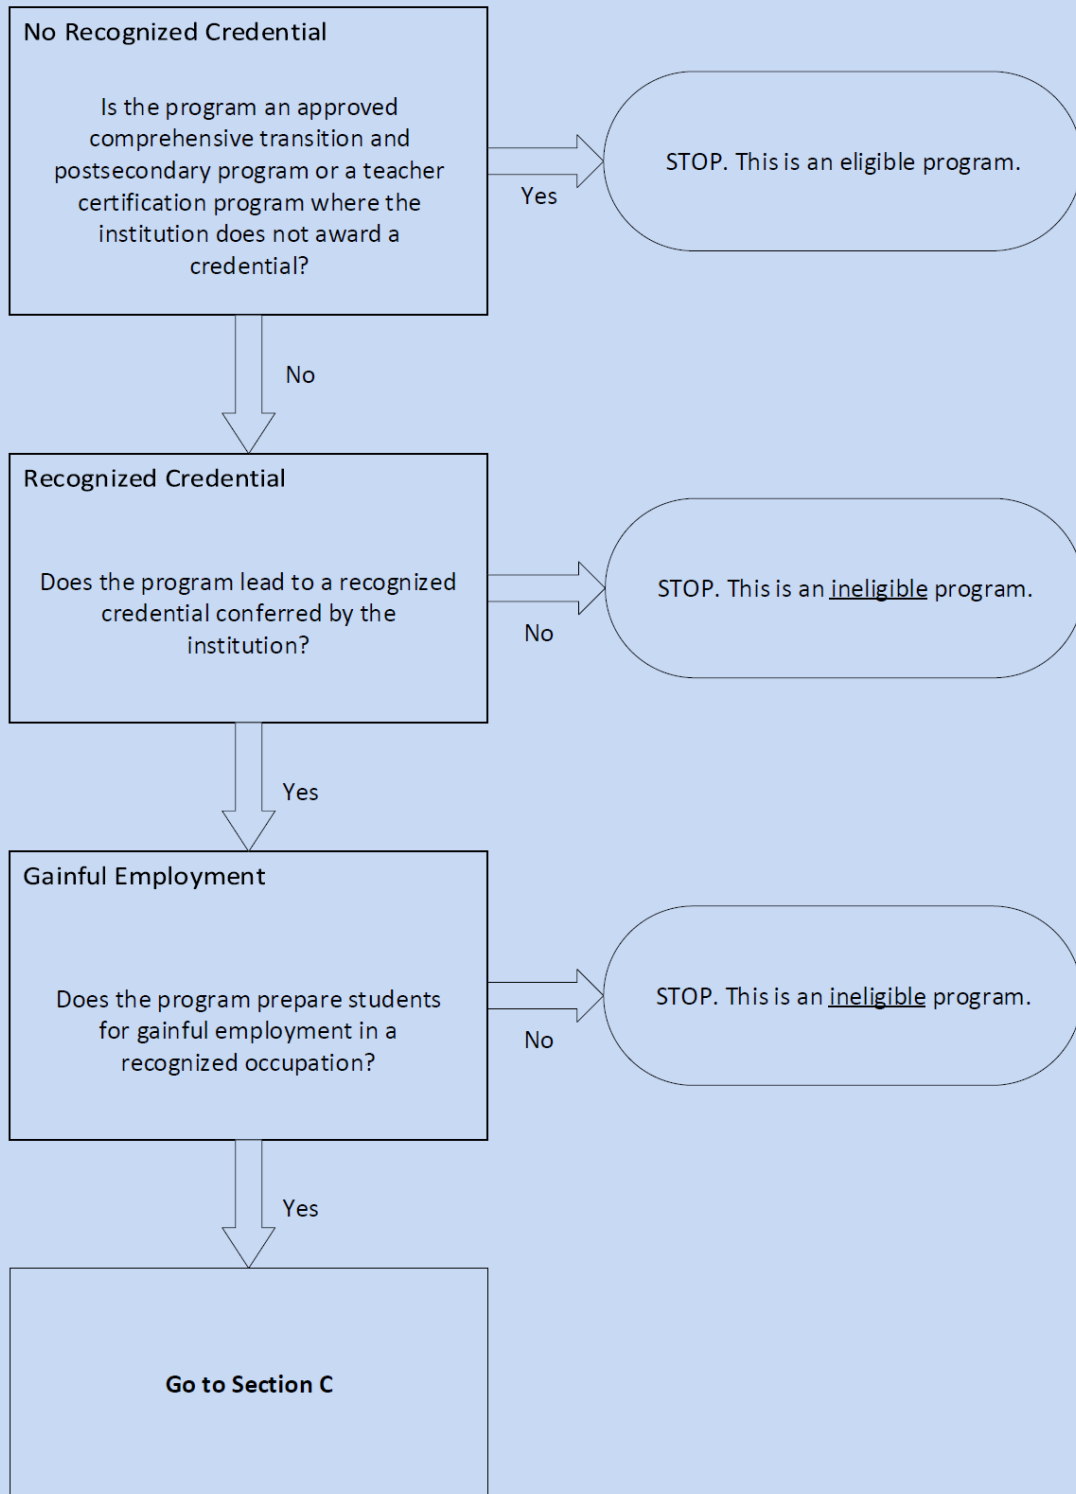 No Recognized Credential
Is the program an approved
comprehensive transition and
postsecondary program or a teacher
certification program where the
institution does not award a
credential?
Yes
STOP. This is an eligible program.
No
Recognized Credential
Does the program lead to a recognized
credential conferred by the
institution?
No
STOP. This is an ineligible program.
Yes
Gainful Employment
Does the program prepare students
for gainful employment in a
recognized occupation?
No
STOP. This is an ineligible program.
Yes
Go to Section C